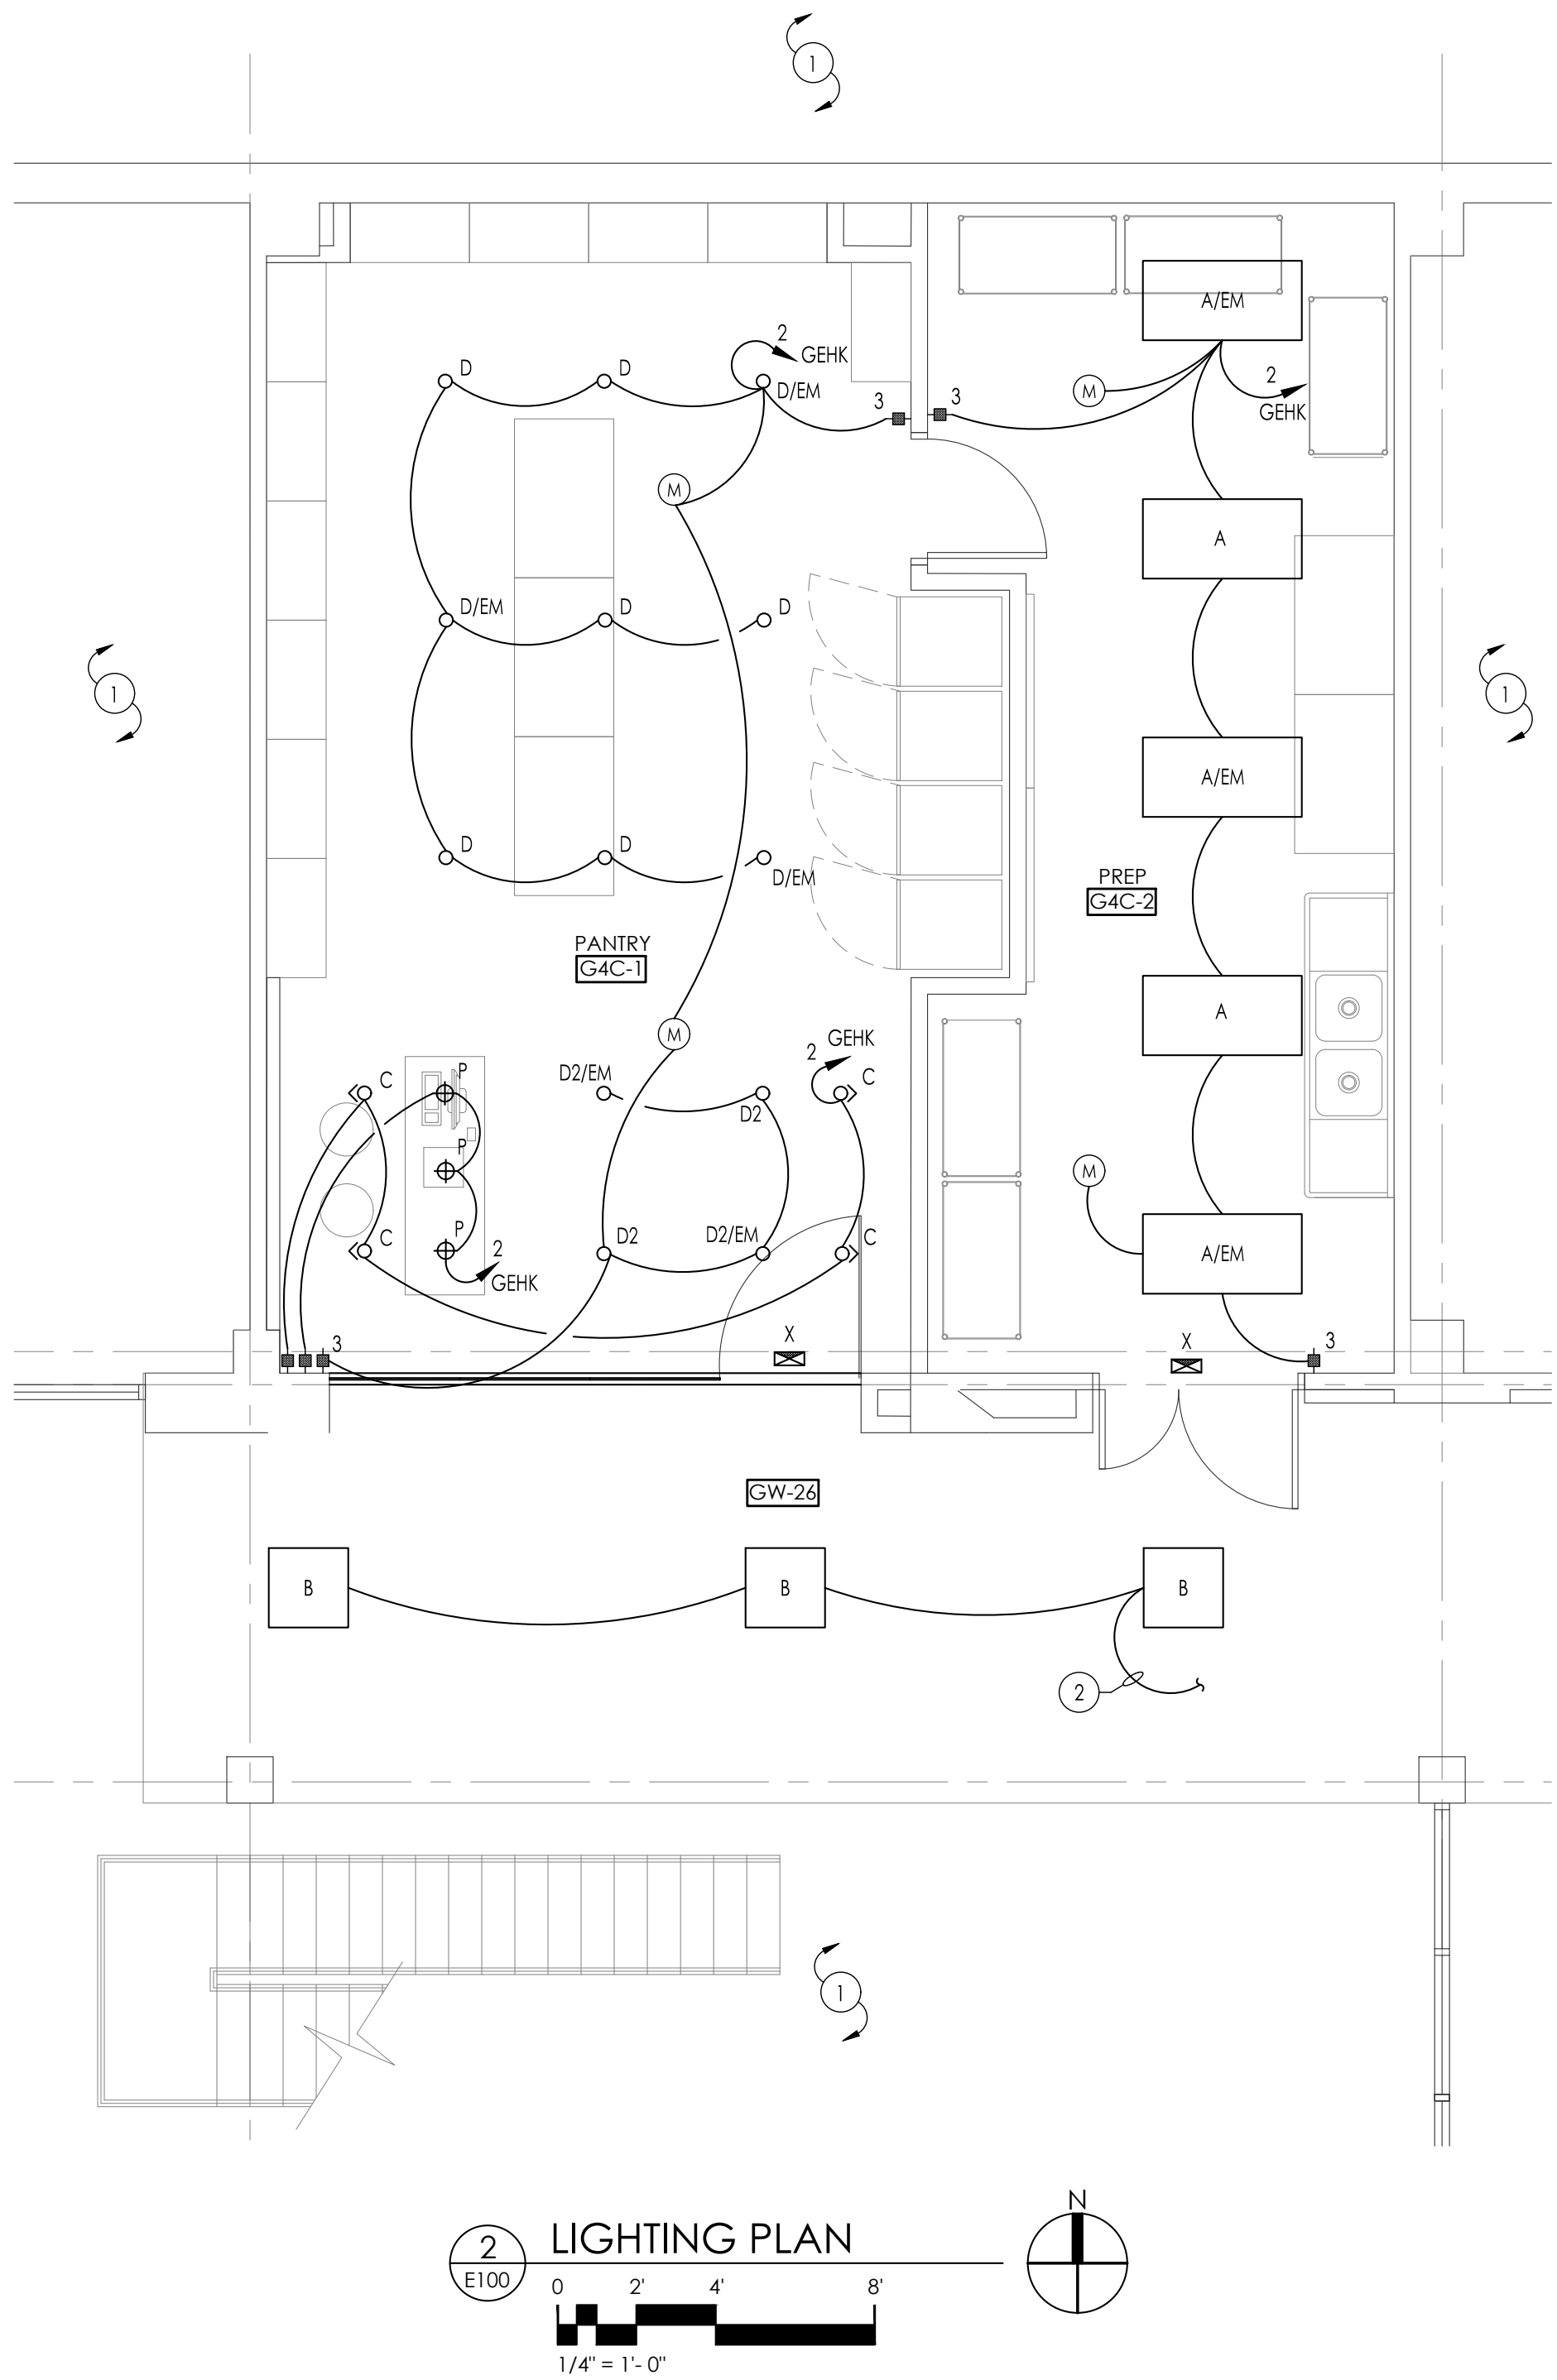 1
A/EM
2
GEHK
D
D
D/EM
M
2
GEHK
3
3
M
A
D/EM
D
D
1
1
A/EM
D
D
D/EM
PREP
G4C-2
PANTRY
G4C-1
A
M
GEHK
2
C
P
D2/EM
C
D2
P
M
C
P
D2
D2/EM
C
2
GEHK
A/EM
3
X
X
3
GW-26
B
B
B
2
1
N
2
E100
LIGHTING PLAN
0 2' 4' 8'
1/4" = 1'- 0"